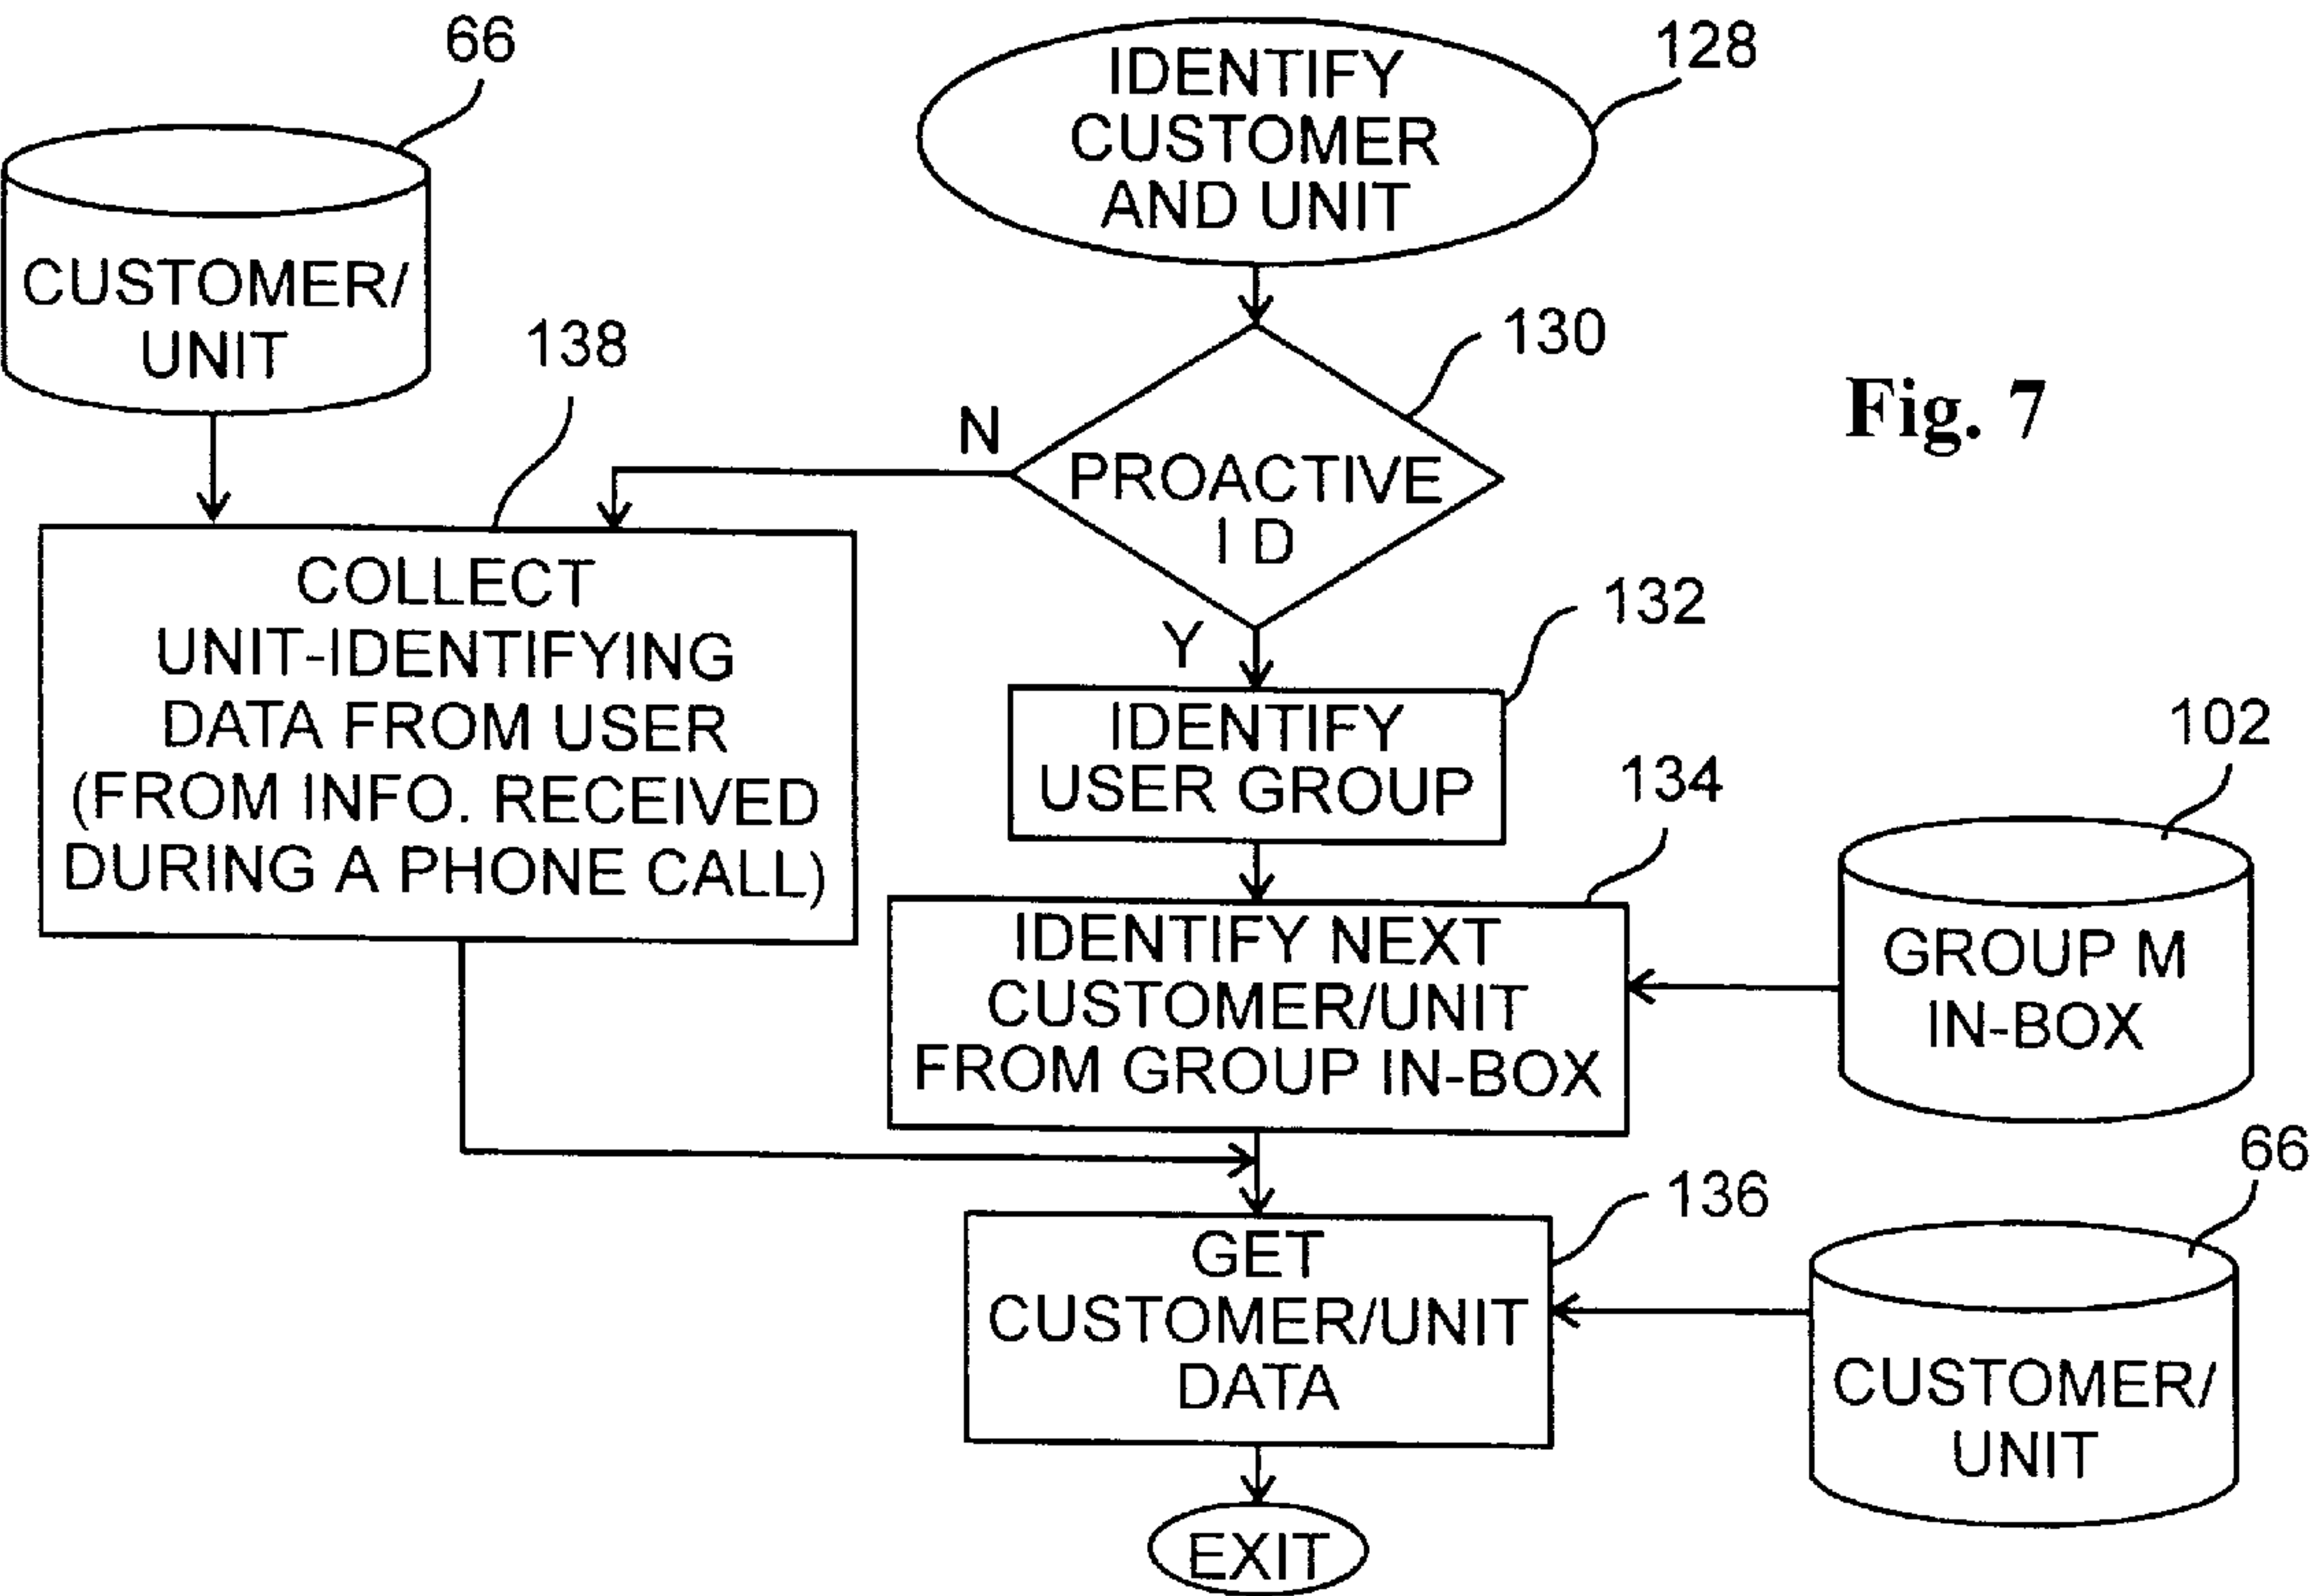 66
CUSTOMER/
UNIT
128
IDENTIFY
CUSTOMER
AND UNIT
130
PROACTIVE
I D
N
Y
Fig. 7
138
COLLECT
UNIT-IDENTIFYING
DATA FROM USER
(FROM INFO. RECEIVED
DURING A PHONE CALL)
132
IDENTIFY
USER GROUP
134
IDENTIFY NEXT
CUSTOMER/UNIT
FROM GROUP IN-BOX
102
GROUP M
IN-BOX
136
GET
CUSTOMER/UNIT
DATA
66
CUSTOMER/
UNIT
EXIT